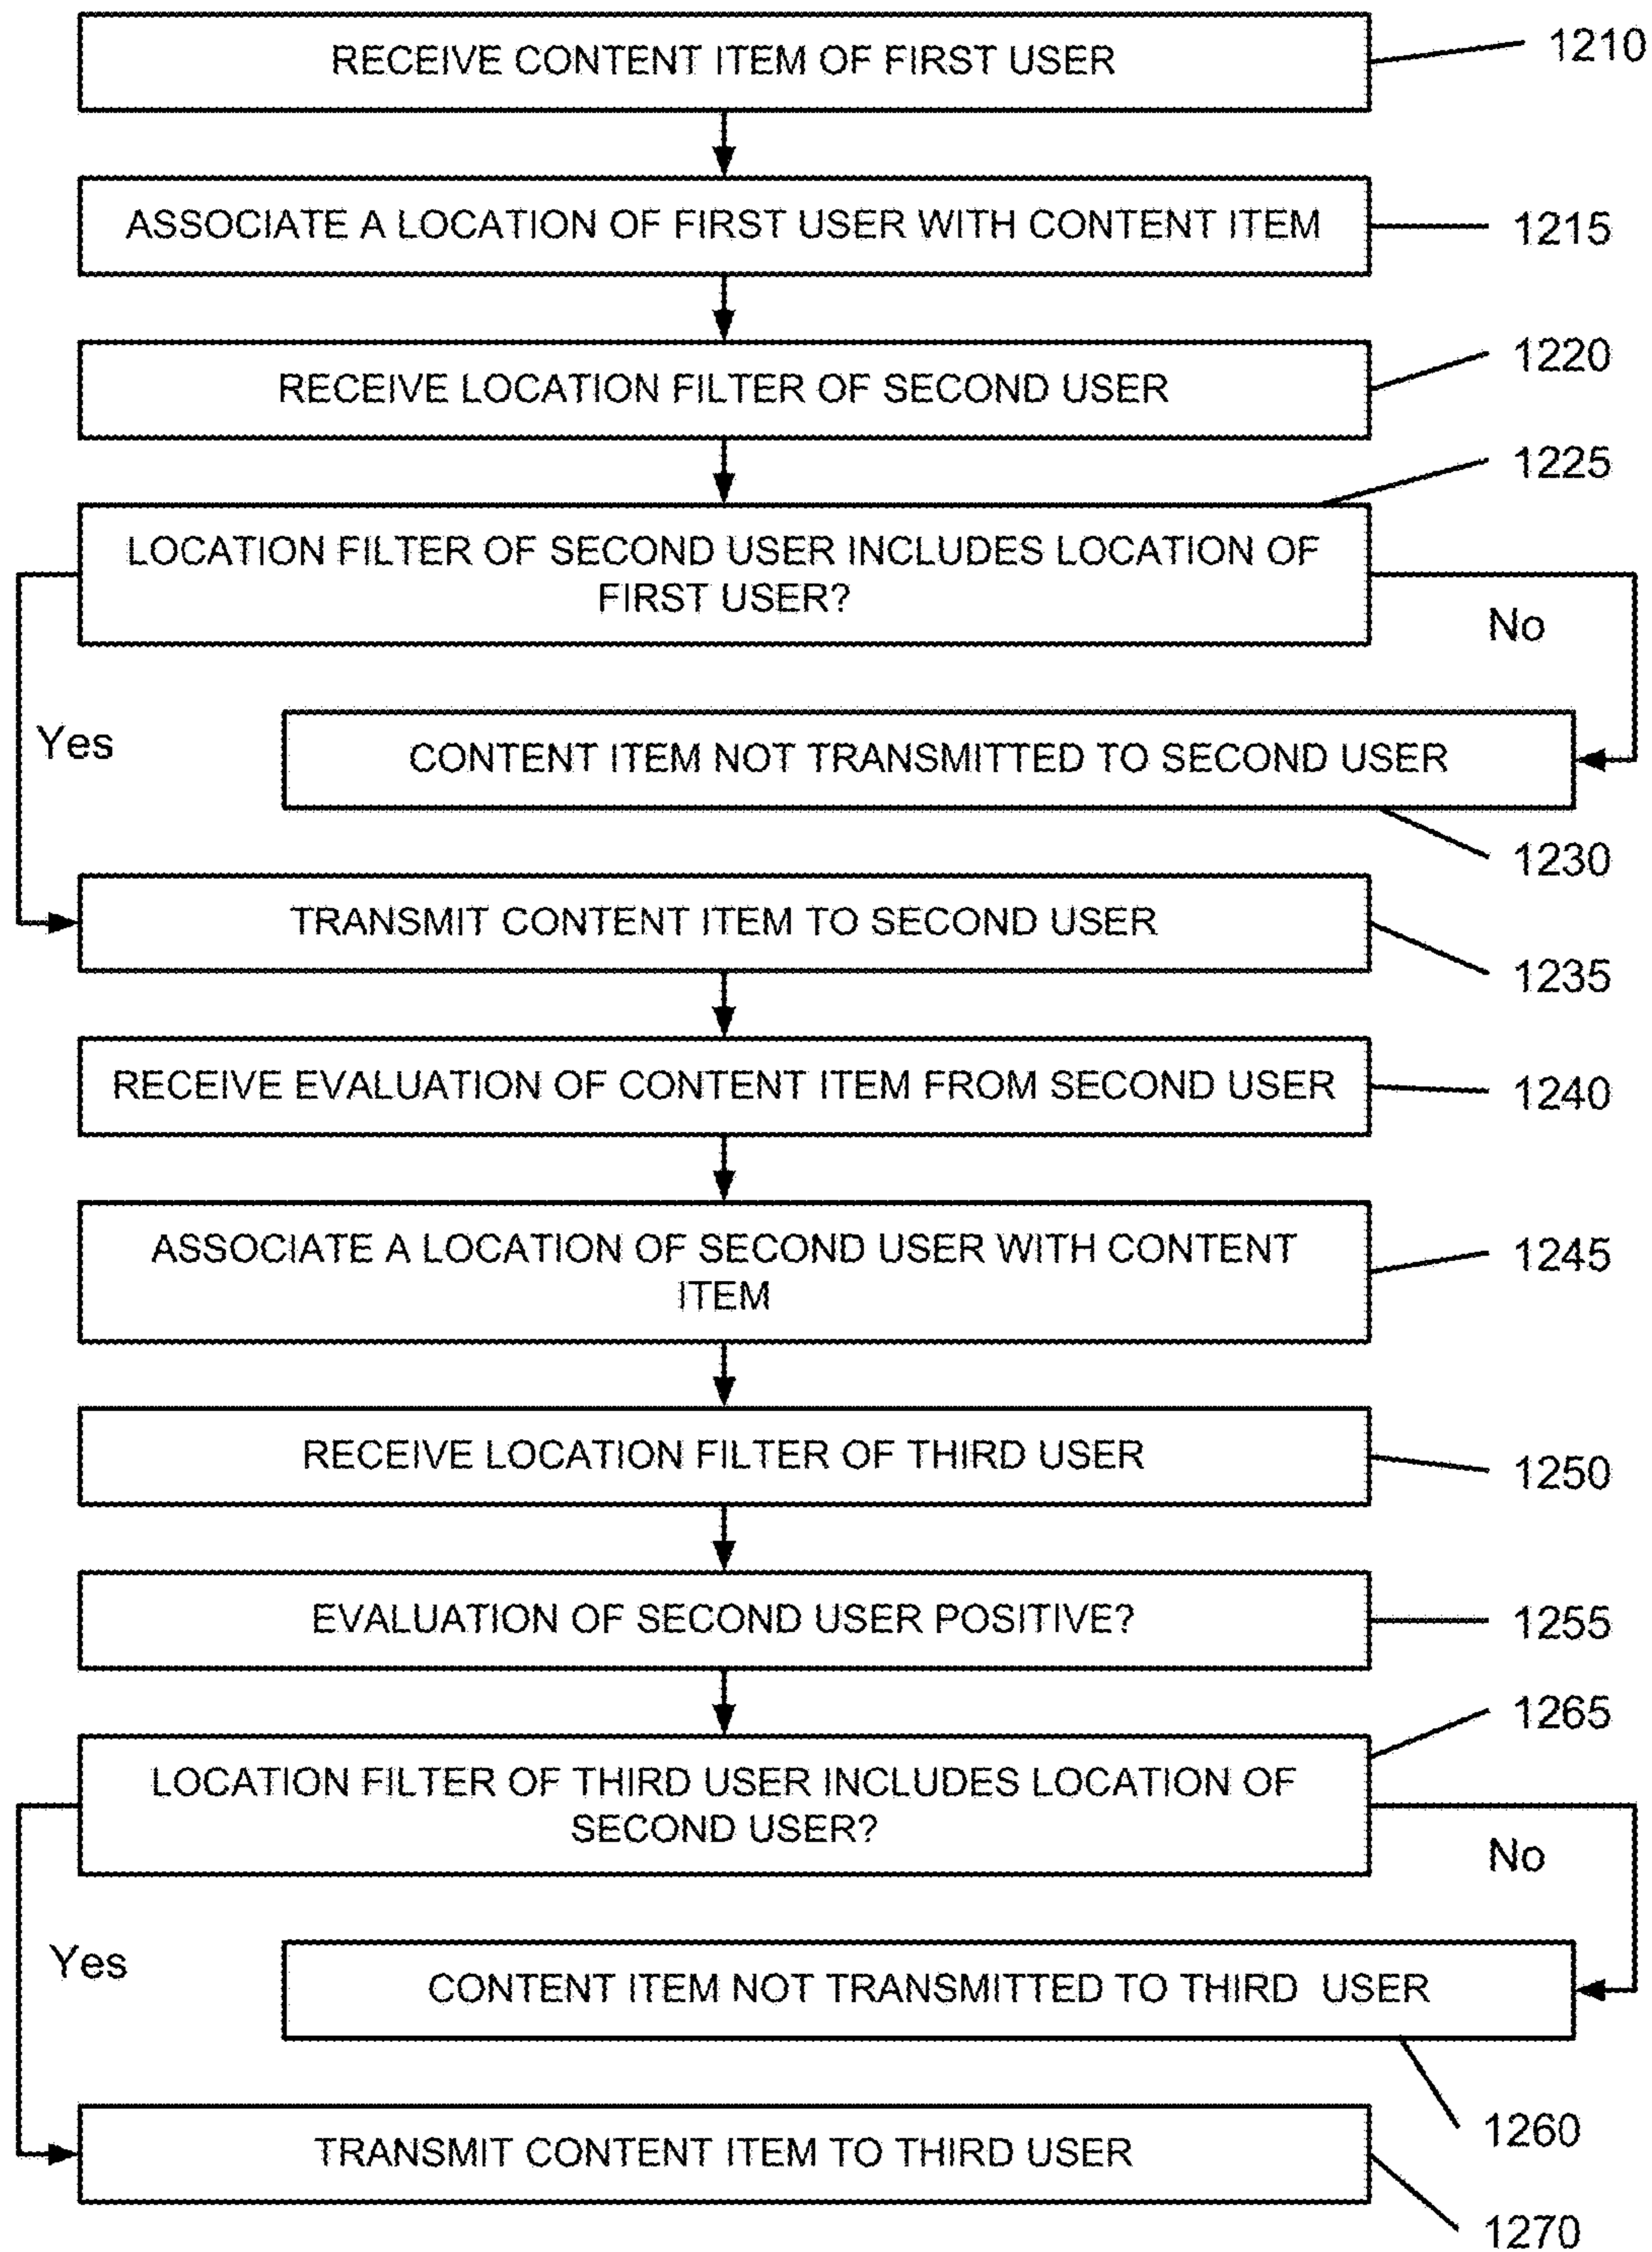 RECEIVE CONTENT ITEM OF FIRST USER
1210
ASSOCIATE A LOCATION OF FIRST USER WITH CONTENT ITEM
1215
RECEIVE LOCATION FILTER OF SECOND USER
1220
1225
LOCATION FILTER OF SECOND USER INCLUDES LOCATION OF
FIRST USER?
No
Yes
CONTENT ITEM NOT TRANSMITTED TO SECOND USER
1230
TRANSMIT CONTENT ITEM TO SECOND USER
1235
RECEIVE EVALUATION OF CONTENT ITEM FROM SECOND USER
1240
ASSOCIATE A LOCATION OF SECOND USER WITH CONTENT
ITEM
1245
RECEIVE LOCATION FILTER OF THIRD USER
1250
EVALUATION OF SECOND USER POSITIVE?
1255
1265
LOCATION FILTER OF THIRD USER INCLUDES LOCATION OF
SECOND USER?
No
Yes
CONTENT ITEM NOT TRANSMITTED TO THIRD USER
1260
TRANSMIT CONTENT ITEM TO THIRD USER
1270